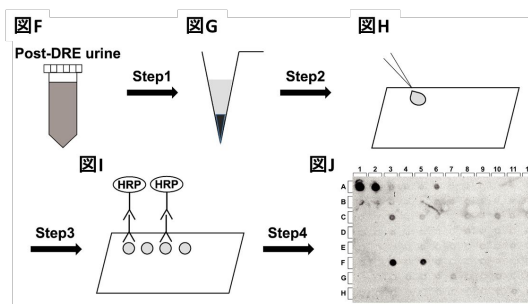 図F
図G
図H
Post-DRE urine
Step1
Step2
図I
図J
HRP
HRP
Step3
Step4
1 2 3 4 5 6 7 8 9 10 11
A
B
C
D
E
F
G
H